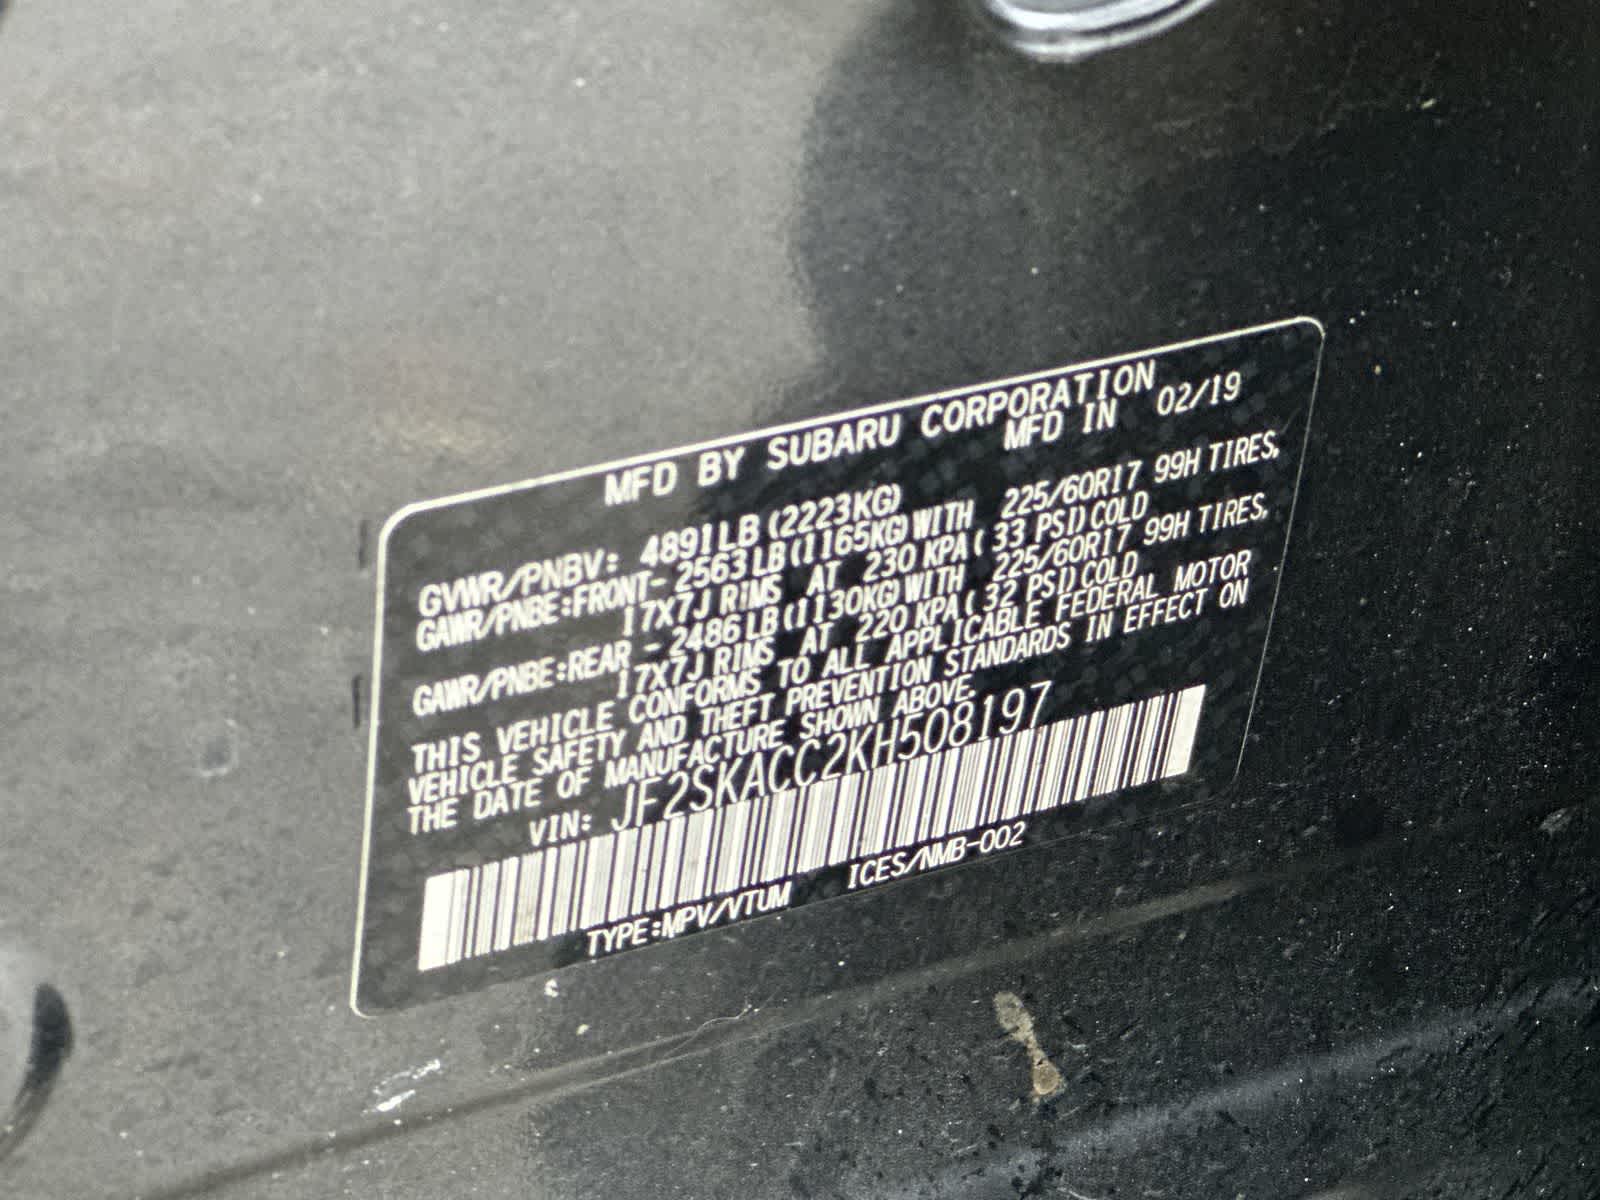 MFD BY SUBARU CORPORATION
MFD IN 02/19
GVWR/PNBV: 4891LB(2223KG)
GAWR/PNBE:FRONT- 2563LB(1165KG)WITH 225/60R17 99H TIRES,
17X7J RIMS AT 230 KPA( 33 PSI)COLD
GAWR/PNBE:REAR - 2486LB(1130KG)WITH 225/60R17 99H TIRES,
17X7J RIMS AT 220 KPA( 32 PSI)COLD
THIS VEHICLE CONFORMS TO ALL APPLICABLE FEDERAL MOTOR
VEHICLE SAFETY AND THEFT PREVENTION STANDARDS IN EFFECT ON
THE DATE OF MANUFACTURE SHOWN ABOVE.
VIN: JF2SKACC2KH508197
TYPE:MPV/VTUM ICES/NMB-002